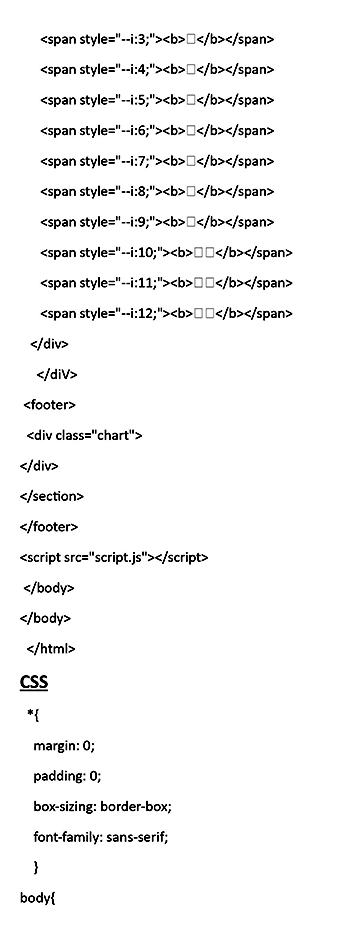 <span style="--i:3;"><b>□</b></span>
<span style="--i:4;"><b>□</b></span>
<span style="--i:5;"><b>□</b></span>
<span style="--i:6;"><b>□</b></span>
<span style="--i:7;"><b>□</b></span>
<span style="--i:8;"><b>□</b></span>
<span style="--i:9;"><b>□</b></span>
<span style="--i:10;"><b>□□</b></span>
<span style="--i:11;"><b>□□</b></span>
<span style="--i:12;"><b>□□</b></span>
</div>
</diV>
<footer>
<div class="chart">
</div>
</section>
</footer>
<script src="script.js"></script>
</body>
</body>
</html>
CSS
*{
margin: 0;
padding: 0;
box-sizing: border-box;
font-family: sans-serif;
}
body{